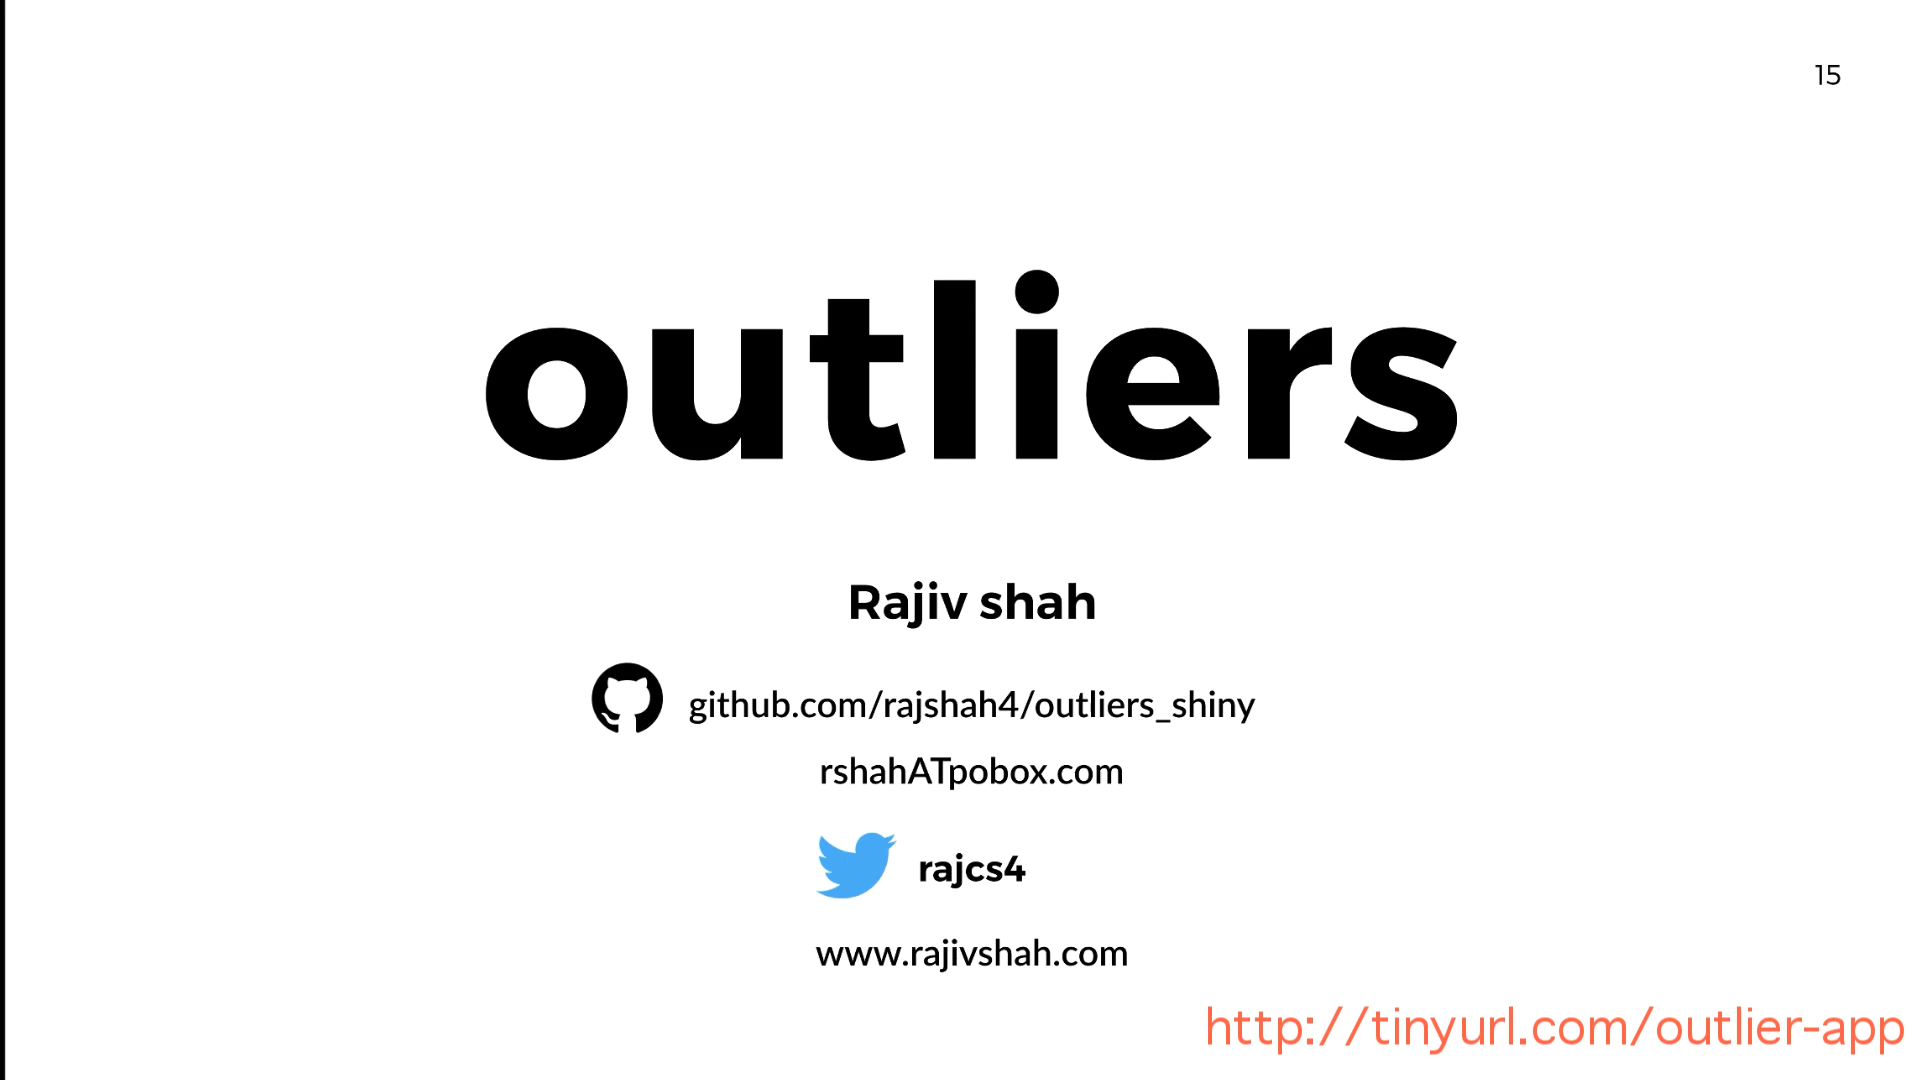 15
outliers
Rajiv shah
github.com/rajshah4/outliers_shiny
rshahATpobox.com
rajcs4
www.rajivshah.com
http://tinyurl.com/outlier-app